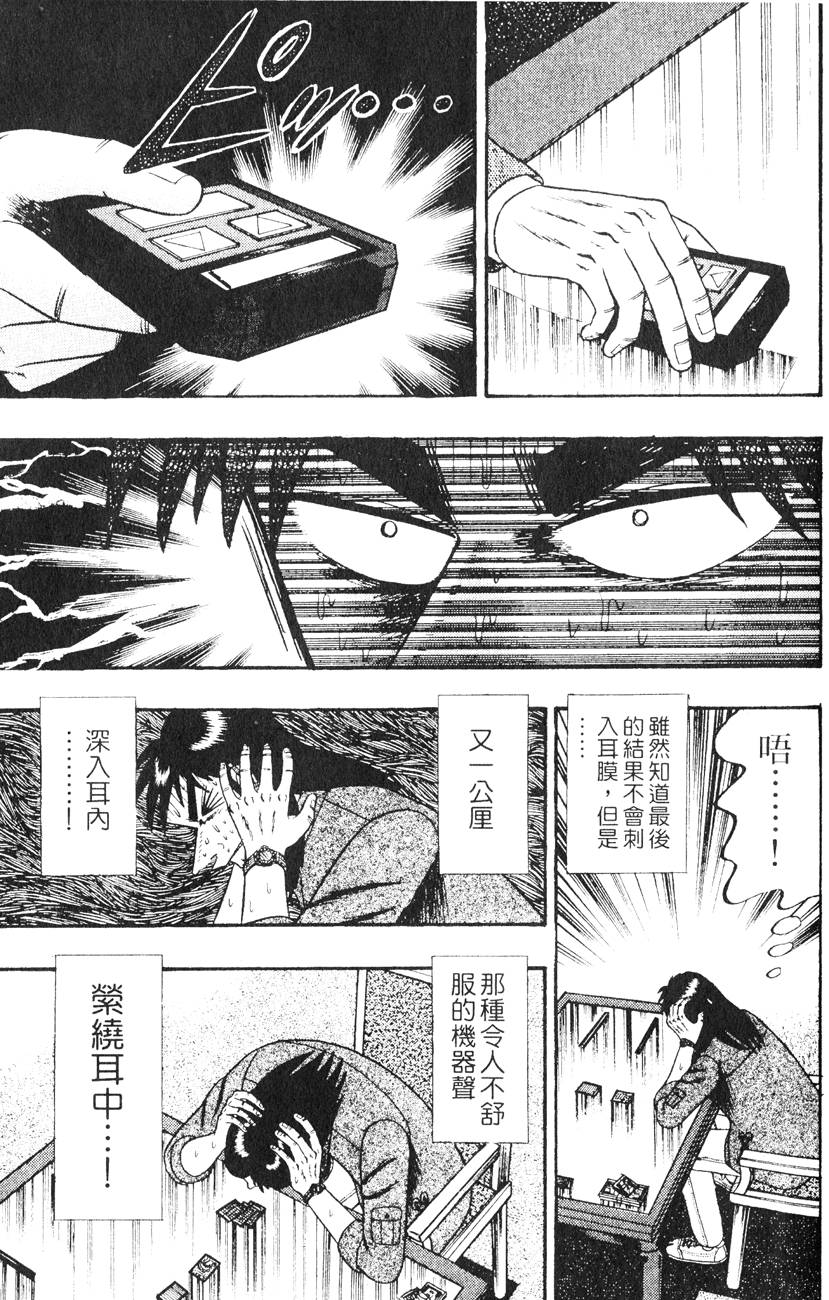 ピッ…
唔……！
雖然知道最後
的結果不會刺
入耳膜，但是
……
又一公厘
深入耳內
………！
那種令人不舒
服的機器聲
縈繞耳中…！